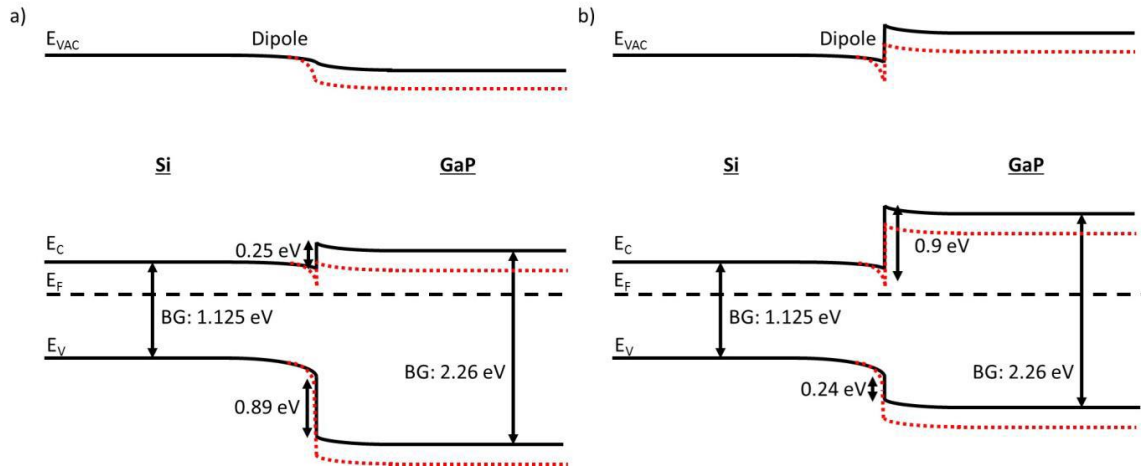 a)
E_VAC
Dipole
Si
GaP
0.25 eV
E_C
E_F
BG: 1.125 eV
E_V
BG: 2.26 eV
0.89 eV
b)
E_VAC
Dipole
Si
GaP
E_C
0.9 eV
E_F
BG: 1.125 eV
E_V
BG: 2.26 eV
0.24 eV